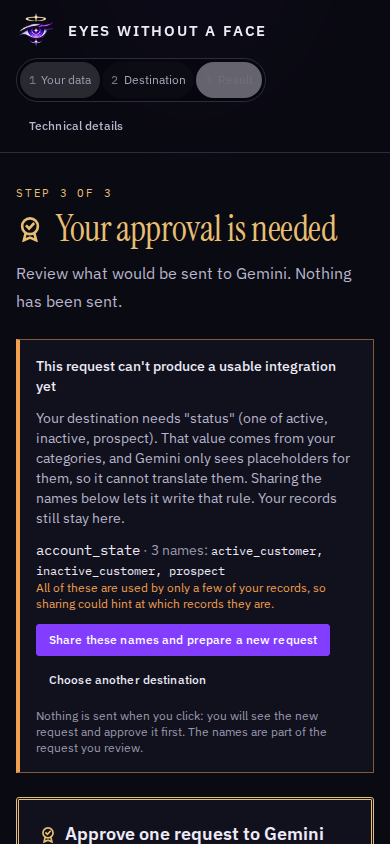 EYES WITHOUT A FACE
1 Your data 2 Destination 3 Result
Technical details
STEP 3 OF 3
Your approval is needed
Review what would be sent to Gemini. Nothing
has been sent.
This request can't produce a usable integration
yet
Your destination needs "status" (one of active,
inactive, prospect). That value comes from your
categories, and Gemini only sees placeholders for
them, so it cannot translate them. Sharing the
names below lets it write that rule. Your records
still stay here.
account_state · 3 names: active_customer,
inactive_customer, prospect
All of these are used by only a few of your records, so
sharing could hint at which records they are.
Share these names and prepare a new request
Choose another destination
Nothing is sent when you click: you will see the new
request and approve it first. The names are part of the
request you review.
Approve one request to Gemini